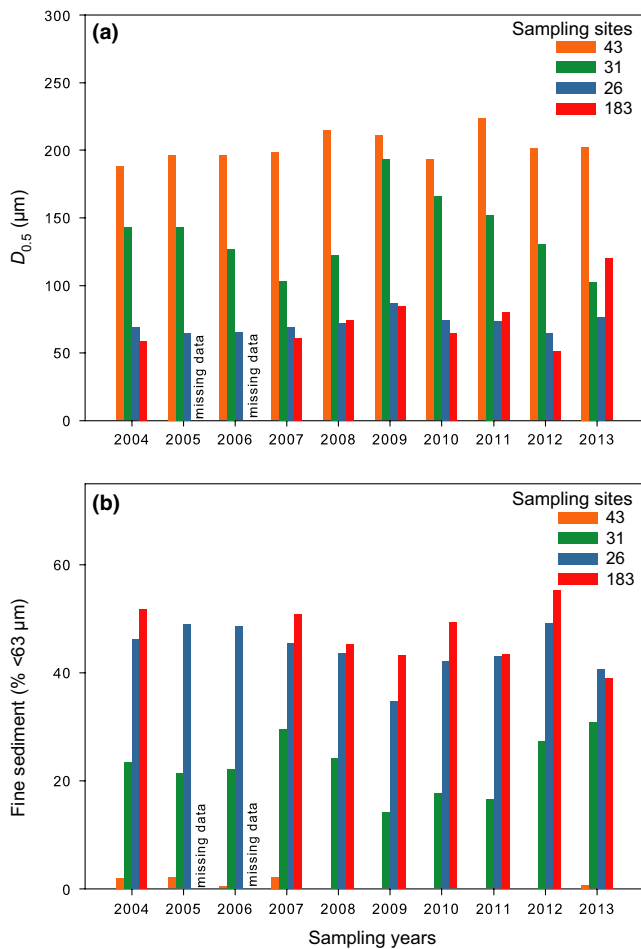 (a)
Sampling sites
43
31
26
183
300
250
200
150
100
50
0
D0.5 (µm)
missing data
missing data
2004 2005 2006 2007 2008 2009 2010 2011 2012 2013
(b)
Sampling sites
43
31
26
183
60
40
20
0
Fine sediment (% <63 µm)
missing data
missing data
2004 2005 2006 2007 2008 2009 2010 2011 2012 2013
Sampling years